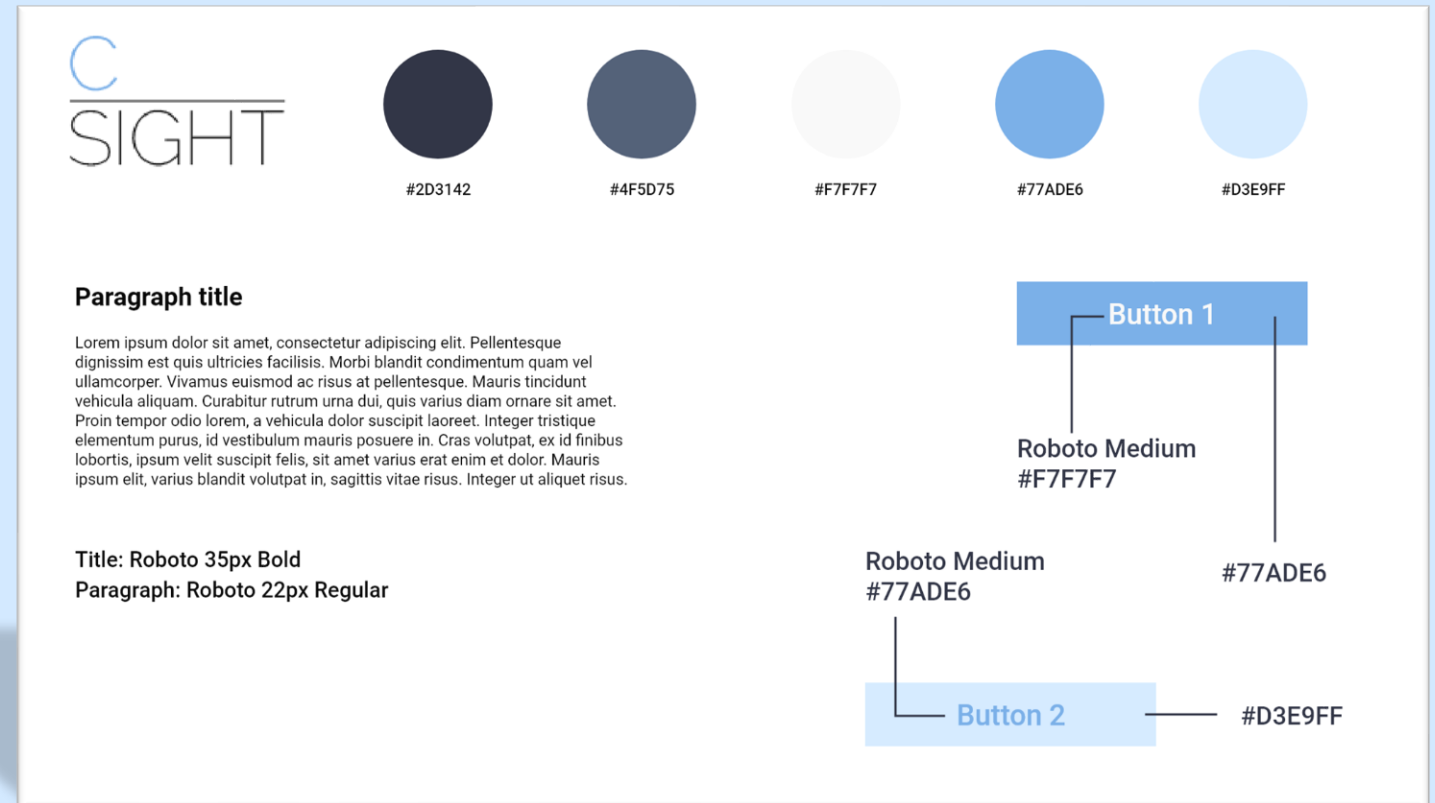 C
SIGHT
#2D3142
#4F5D75
#F7F7F7
#77ADE6
#D3E9FF
Paragraph title
Lorem ipsum dolor sit amet, consectetur adipiscing elit. Pellentesque
dignissim est quis ultricies facilisis. Morbi blandit condimentum quam vel
ullamcorper. Vivamus euismod ac risus at pellentesque. Mauris tincidunt
vehicula aliquam. Curabitur rutrum urna dui, quis varius diam ornare sit amet.
Proin tempor odio lorem, a vehicula dolor suscipit laoreet. Integer tristique
elementum purus, id vestibulum mauris posuere in. Cras volutpat, ex id finibus
lobortis, ipsum velit suscipit felis, sit amet varius erat enim et dolor. Mauris
ipsum elit, varius blandit volutpat in, sagittis vitae risus. Integer ut aliquet risus.
Title: Roboto 35px Bold
Paragraph: Roboto 22px Regular
Button 1
Roboto Medium
#F7F7F7
#77ADE6
Roboto Medium
#77ADE6
Button 2
#D3E9FF